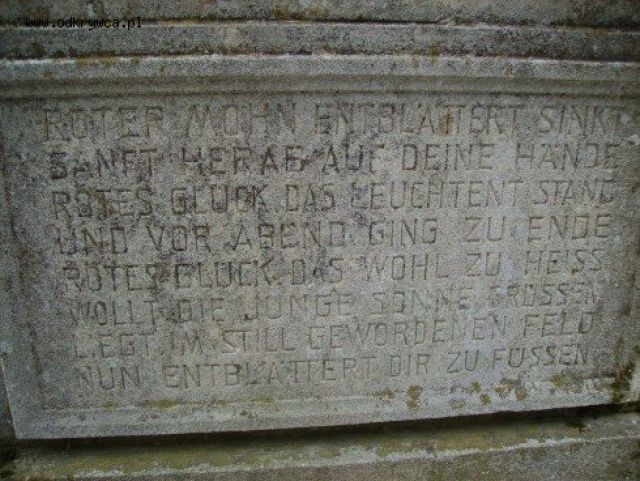 www.odkrywca.pl
ROTER MOHN ENTBLÄTTERT SINKT
SANFT HERAB AUF DEINE HÄNDE
ROTES GLÜCK, DAS LEUCHTENT STAND
UND VOR ABEND GING ZU ENDE
ROTES GLÜCK, DAS WOHL ZU HEISS
WOLLT DIE JUNGE SONNE GRÜSSEN
LIEGT IM STILL GEWORDENEN FELD
NUN ENTBLÄTTERT DIR ZU FÜSSEN